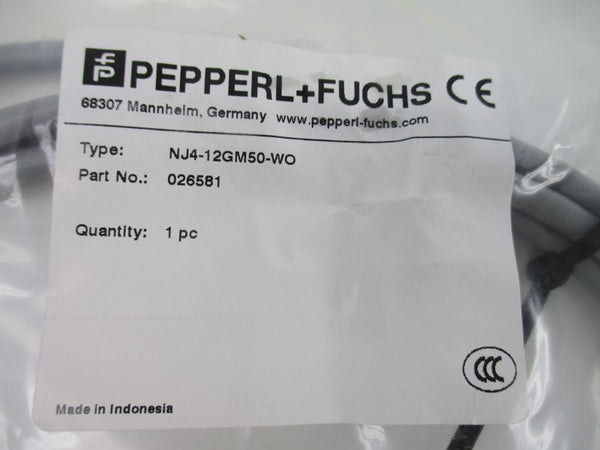 PEPPERL+FUCHS CE
68307 Mannheim, Germany www.pepperl-fuchs.com
Type: NJ4-12GM50-WO
Part No.: 026581
Quantity: 1 pc
CCC
Made in Indonesia